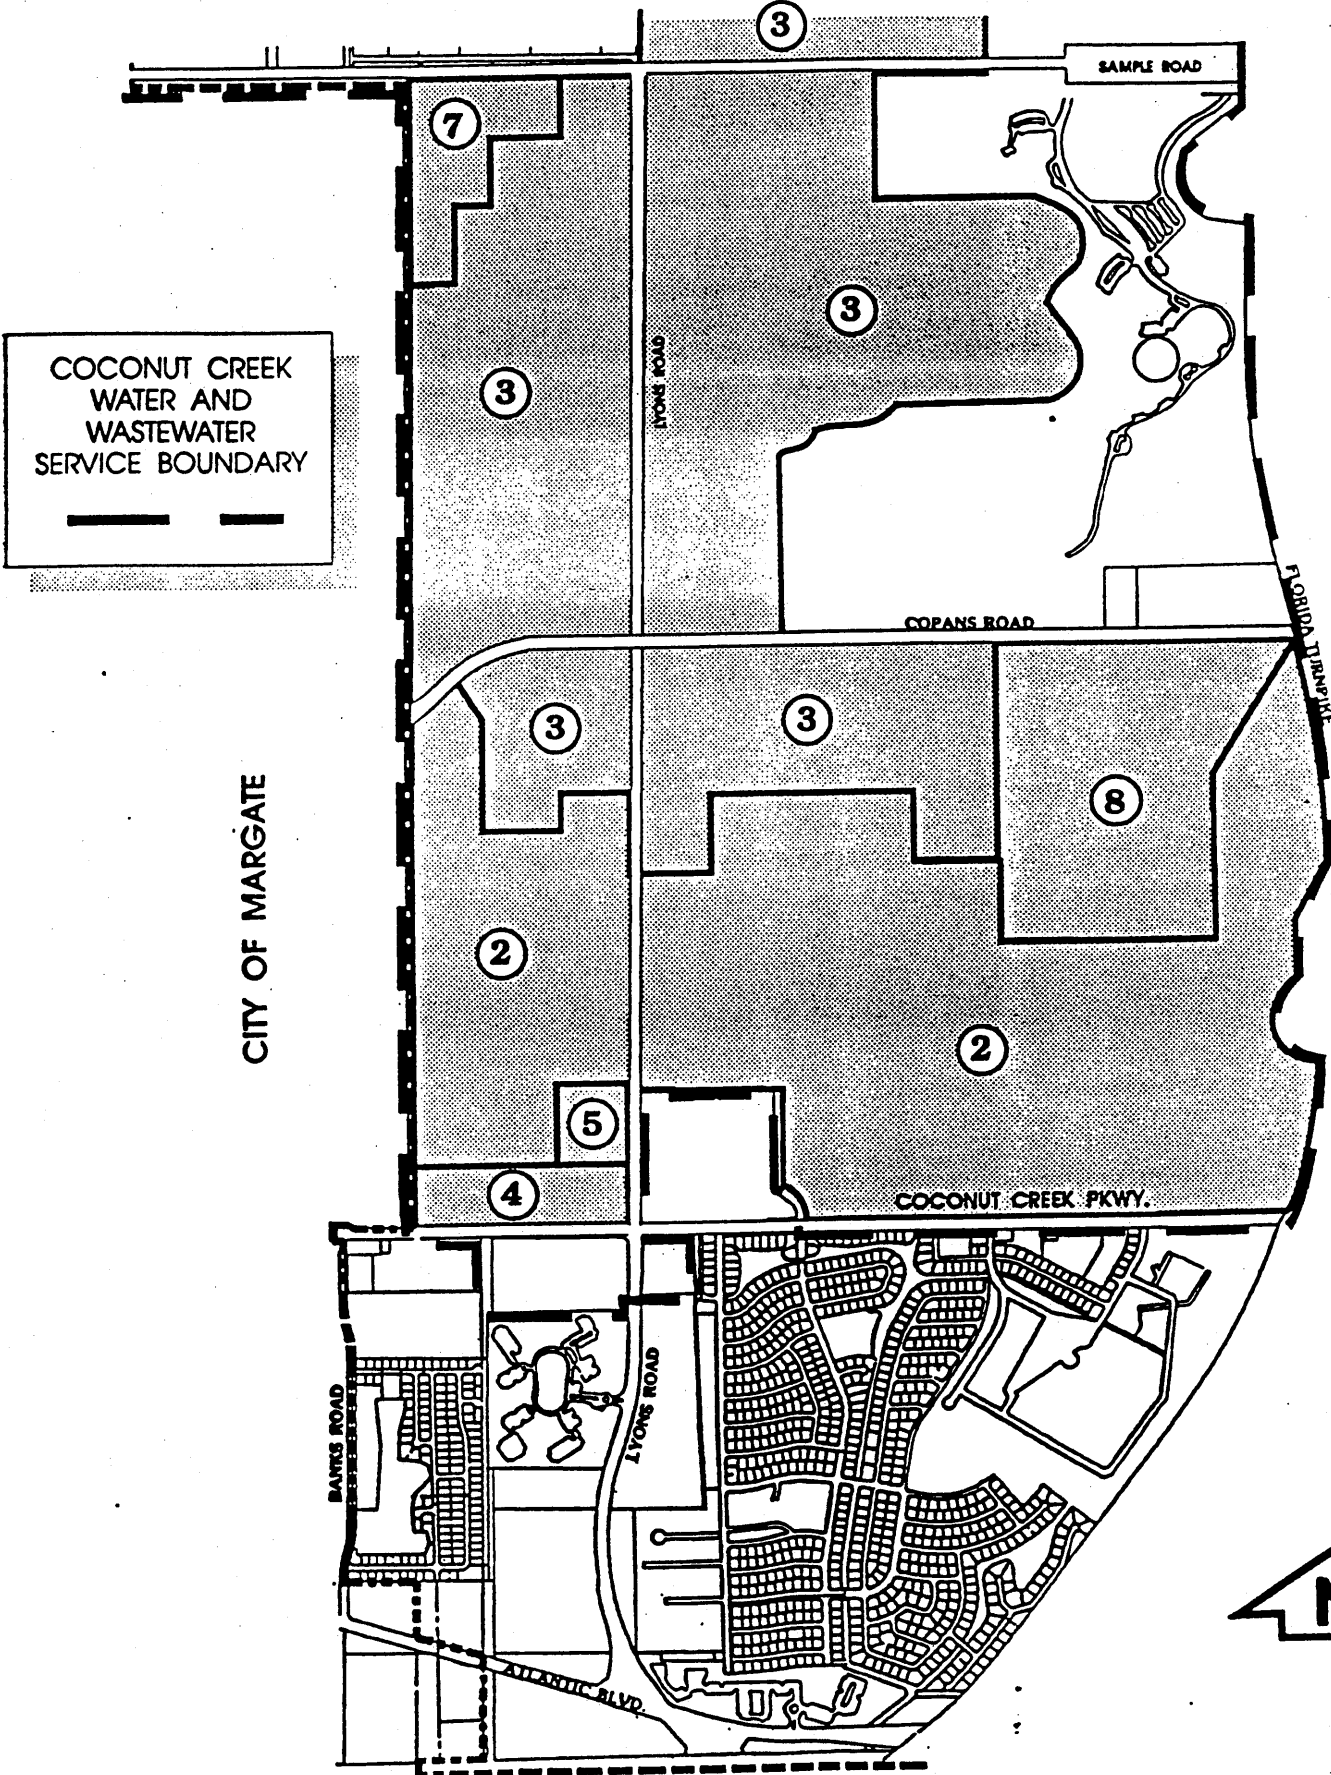 3
SAMPLE ROAD
7
3
COCONUT CREEK
WATER AND
WASTEWATER
SERVICE BOUNDARY
LYONS ROAD
3
FLORIDA TURNPIKE
COPANS ROAD
3
3
8
CITY OF MARGATE
2
2
5
4
COCONUT CREEK PKWY.
BANKS ROAD
LYONS ROAD
ATLANTIC BLVD.